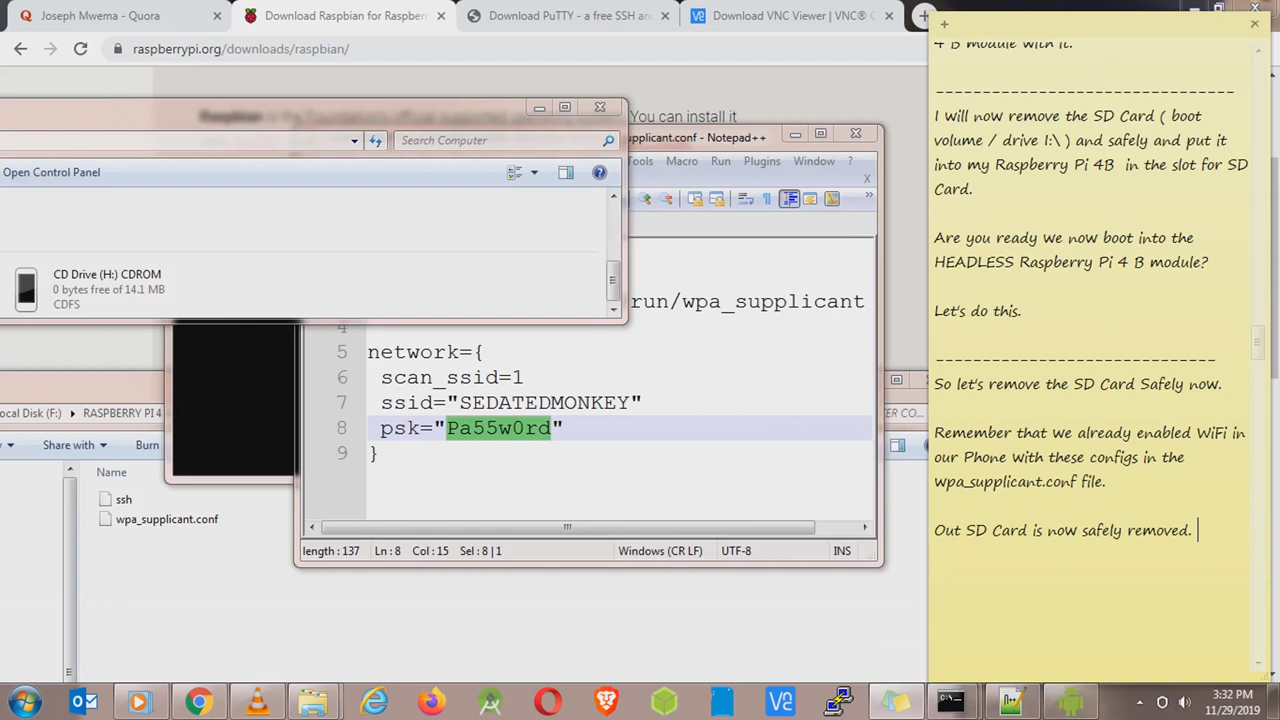 Joseph Mwema - Quora
Download Raspbian for Raspber
Download PuTTY - a free SSH an
Download VNC Viewer | VNC® C
raspberrypi.org/downloads/raspbian/
You can install it
Search Computer
Open Control Panel
CD Drive (H:) CDROM
0 bytes free of 14.1 MB
CDFS
upplicant.conf - Notepad++
Tools Macro Run Plugins Window ?
X
»
run/wpa_supplicant
4
5 network={
6 scan_ssid=1
7 ssid="SEDATEDMONKEY"
8 psk="Pa55w0rd"
9 }
length : 137 Ln : 8 Col : 15 Sel : 8 | 1 Windows (CR LF) UTF-8 INS
ocal Disk (F:) RASPBERRY PI 4
TER CO...
Share with Burn
Name
ssh
wpa_supplicant.conf
4 B module with it.
-------------------------------
I will now remove the SD Card ( boot
volume / drive I:\ ) and safely and put it
into my Raspberry Pi 4B in the slot for SD
Card.
Are you ready we now boot into the
HEADLESS Raspberry Pi 4 B module?
Let's do this.
-----------------------------
So let's remove the SD Card Safely now.
Remember that we already enabled WiFi in
our Phone with these configs in the
wpa_supplicant.conf file.
Out SD Card is now safely removed.
3:32 PM
11/29/2019